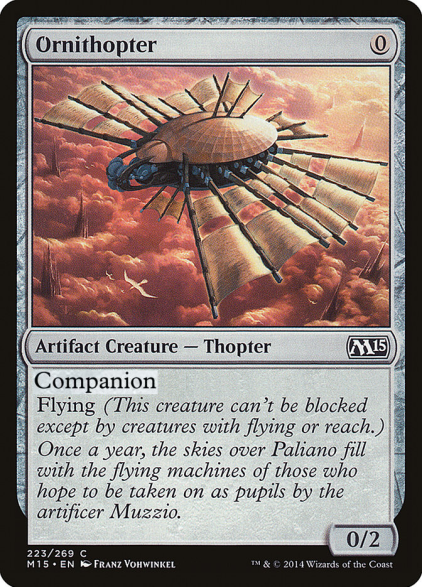 Ornithopter 0
Artifact Creature — Thopter M15
Companion
Flying (This creature can't be blocked
except by creatures with flying or reach.)
Once a year, the skies over Paliano fill
with the flying machines of those who
hope to be taken on as pupils by the
artificer Muzzio.
0/2
223/269 C
M15 • EN Franz Vohwinkel
™ & © 2014 Wizards of the Coast